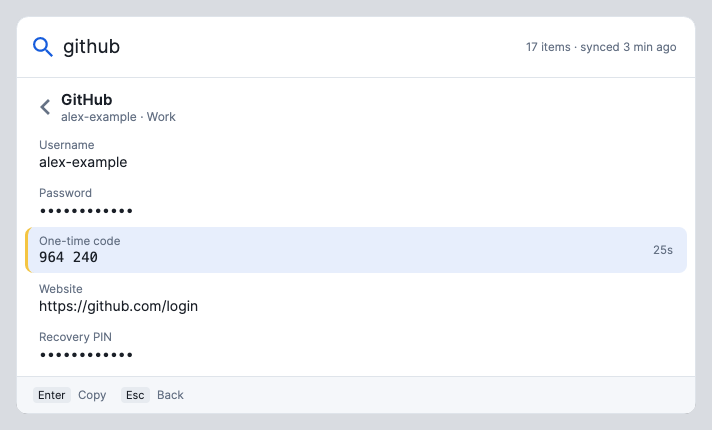 github
17 items · synced 3 min ago
GitHub
alex-example · Work
Username
alex-example
Password
••••••••••••
One-time code
964 240
25s
Website
https://github.com/login
Recovery PIN
••••••••••••
Enter Copy Esc Back